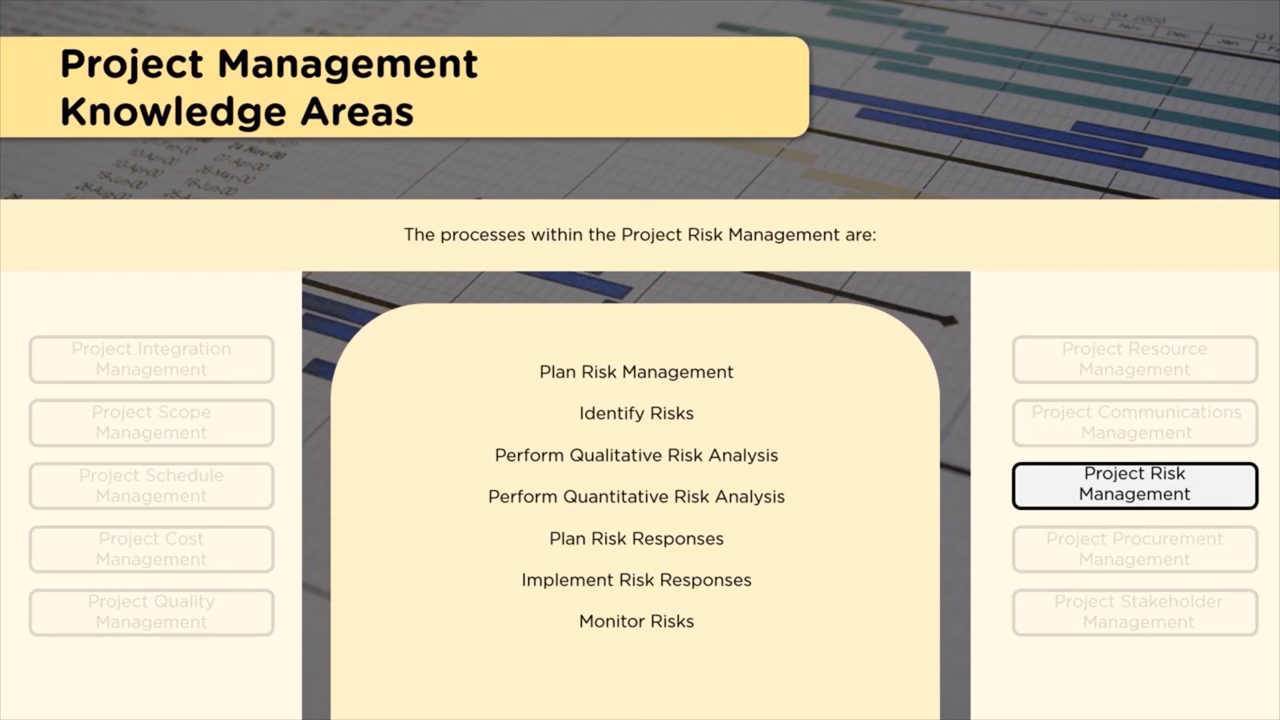 Project Management
Knowledge Areas
The processes within the Project Risk Management are:
Project Integration
Management
Project Scope
Management
Project Schedule
Management
Project Cost
Management
Project Quality
Management
Plan Risk Management
Identify Risks
Perform Qualitative Risk Analysis
Perform Quantitative Risk Analysis
Plan Risk Responses
Implement Risk Responses
Monitor Risks
Project Resource
Management
Project Communications
Management
Project Risk
Management
Project Procurement
Management
Project Stakeholder
Management